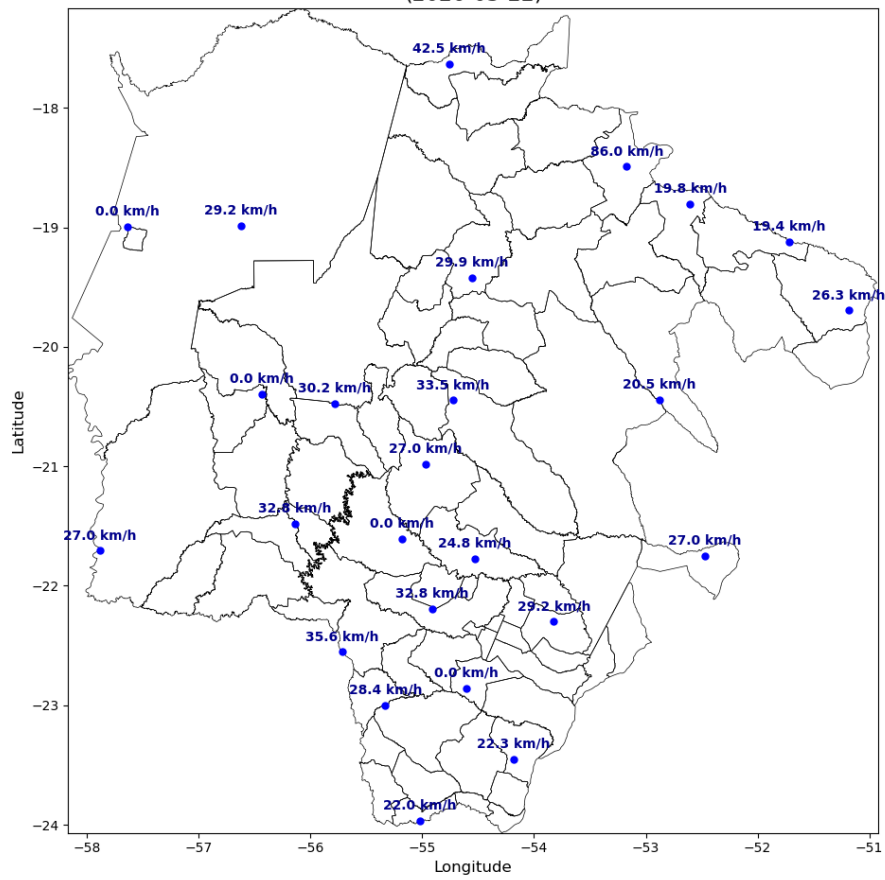 42.5 km/h
86.0 km/h
19.8 km/h
0.0 km/h
29.2 km/h
19.4 km/h
29.9 km/h
26.3 km/h
0.0 km/h
30.2 km/h
33.5 km/h
20.5 km/h
27.0 km/h
32.8 km/h
0.0 km/h
27.0 km/h
24.8 km/h
27.0 km/h
32.8 km/h
29.2 km/h
35.6 km/h
0.0 km/h
28.4 km/h
22.3 km/h
22.0 km/h
Latitude
−18
−19
−20
−21
−22
−23
−24
−58 −57 −56 −55 −54 −53 −52 −51
Longitude